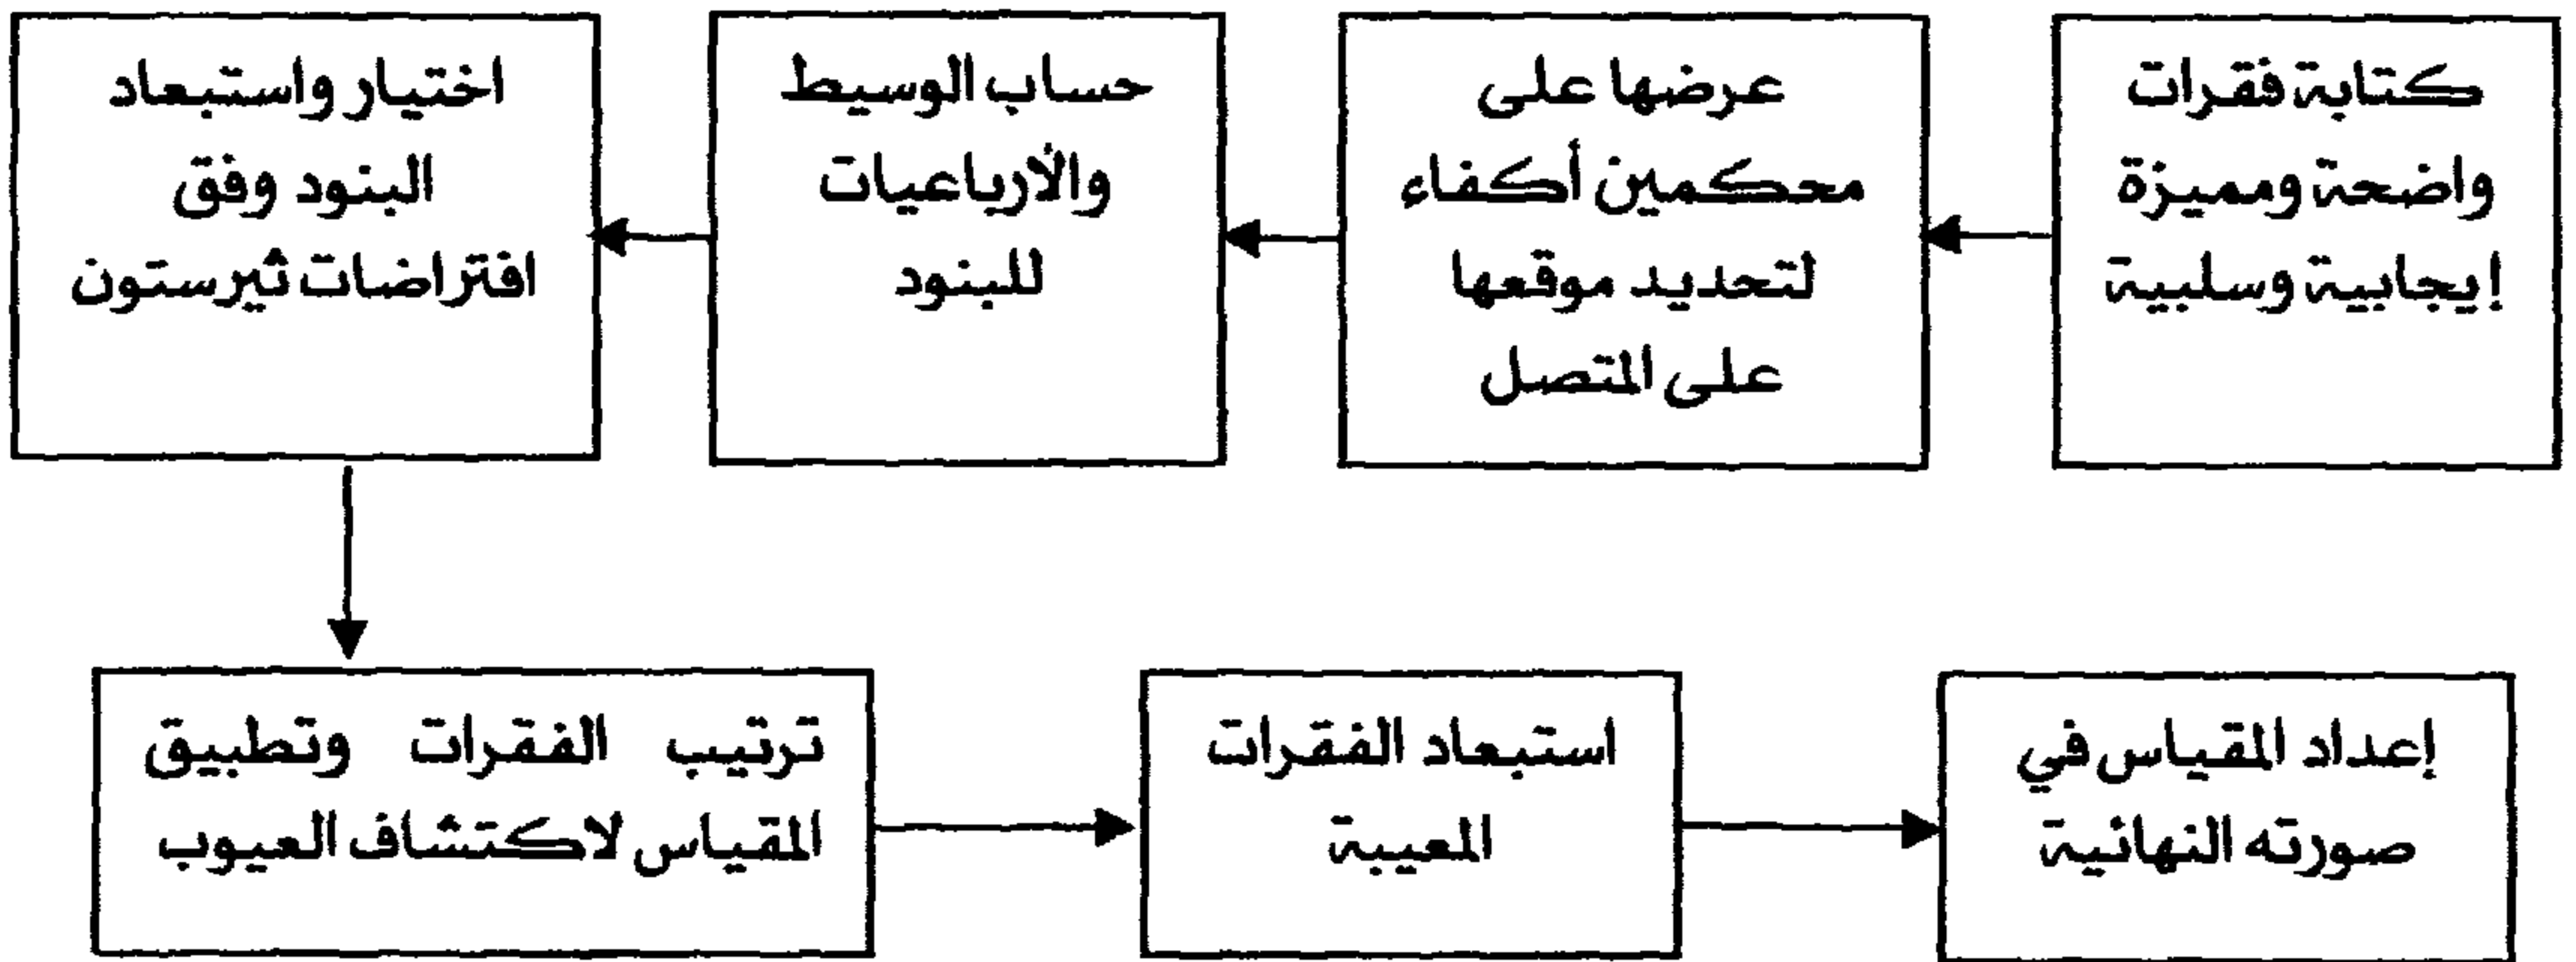 كتابة فقرات
واضحة ومميزة
إيجابية وسلبية
عرضها على
محكمين أكفاء
لتحديد موقعها
على المتصل
حساب الوسيط
والأرباعيات
للبنود
اختيار واستبعاد
البنود وفق
افتراضات ثيرستون
ترتيب الفقرات وتطبيق
المقياس لاكتشاف العيوب
استبعاد الفقرات
المعيبة
إعداد المقياس في
صورته النهائية